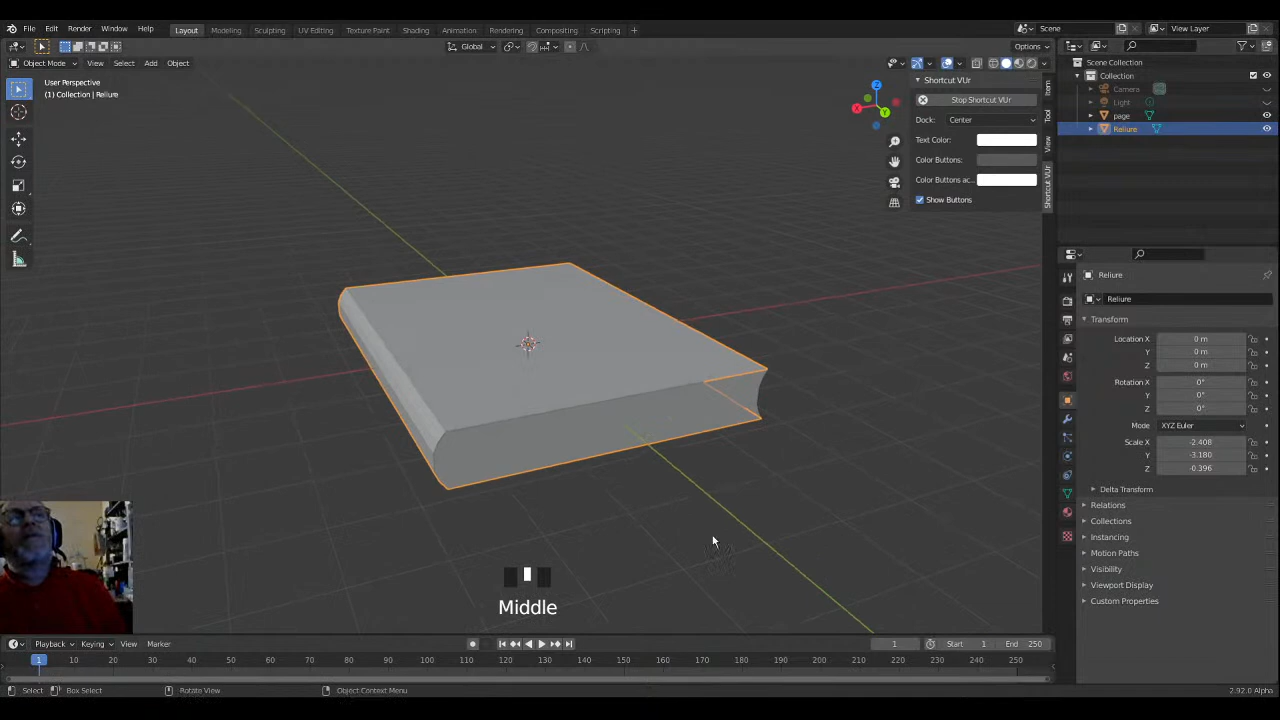 File Edit Render Window Help Layout Modeling Sculpting UV Editing Texture Paint Shading Animation Rendering Compositing Scripting + Scene View Layer
Global Options
Object Mode View Select Add Object
User Perspective
(1) Collection | Reliure
Shortcut VUr
Stop Shortcut VUr
Dock: Center
Text Color:
Color Buttons:
Color Buttons ac...
Show Buttons
Item
Tool
View
Shortcut VUr
Z
X
Y
Scene Collection
Collection
Camera
Light
page
Reliure
Reliure
Reliure
Transform
Location X 0 m
Y 0 m
Z 0 m
Rotation X 0°
Y 0°
Z 0°
Mode XYZ Euler
Scale X -2.408
Y -3.180
Z -0.396
Delta Transform
Relations
Collections
Instancing
Motion Paths
Visibility
Viewport Display
Custom Properties
Middle
Playback Keying View Marker 1 Start 1 End 250
1 10 20 30 40 50 60 70 80 90 100 110 120 130 140 150 160 170 180 190 200 210 220 230 240 250
Select Box Select Rotate View Object Context Menu 2.92.0 Alpha